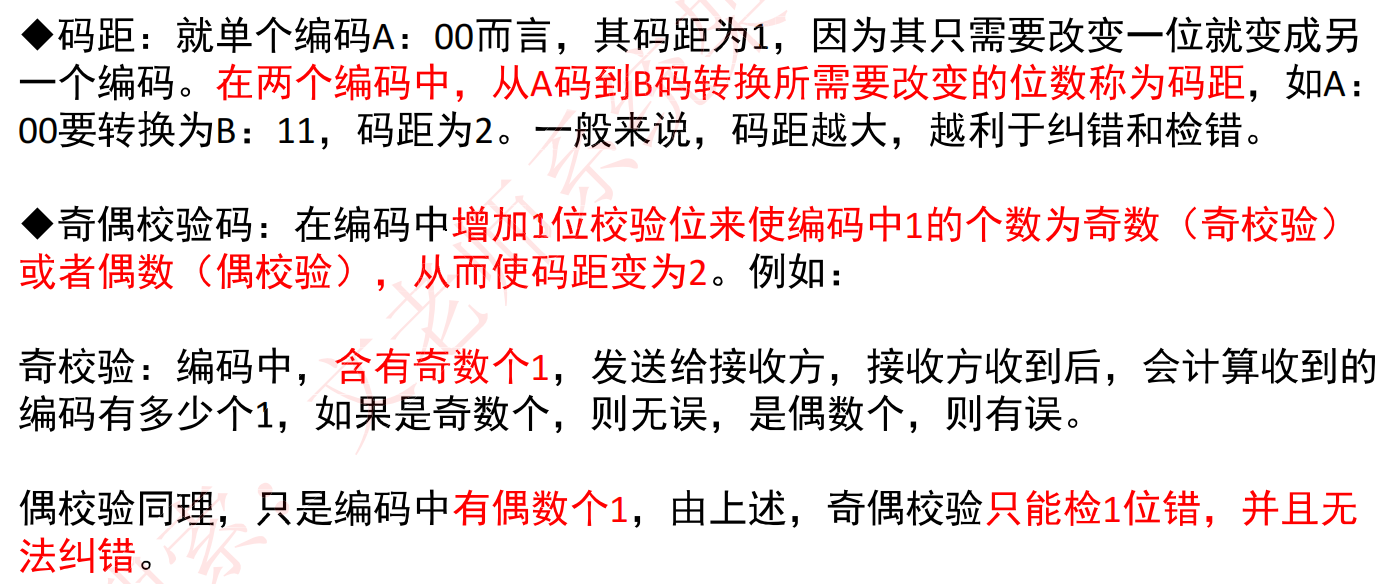 ◆码距：就单个编码A：00而言，其码距为1，因为其只需要改变一位就变成另
一个编码。在两个编码中，从A码到B码转换所需要改变的位数称为码距，如A：
00要转换为B：11，码距为2。一般来说，码距越大，越利于纠错和检错。
◆奇偶校验码：在编码中增加1位校验位来使编码中1的个数为奇数（奇校验）
或者偶数（偶校验），从而使码距变为2。例如：
奇校验：编码中，含有奇数个1，发送给接收方，接收方收到后，会计算收到的
编码有多少个1，如果是奇数个，则无误，是偶数个，则有误。
偶校验同理，只是编码中有偶数个1，由上述，奇偶校验只能检1位错，并且无
法纠错。